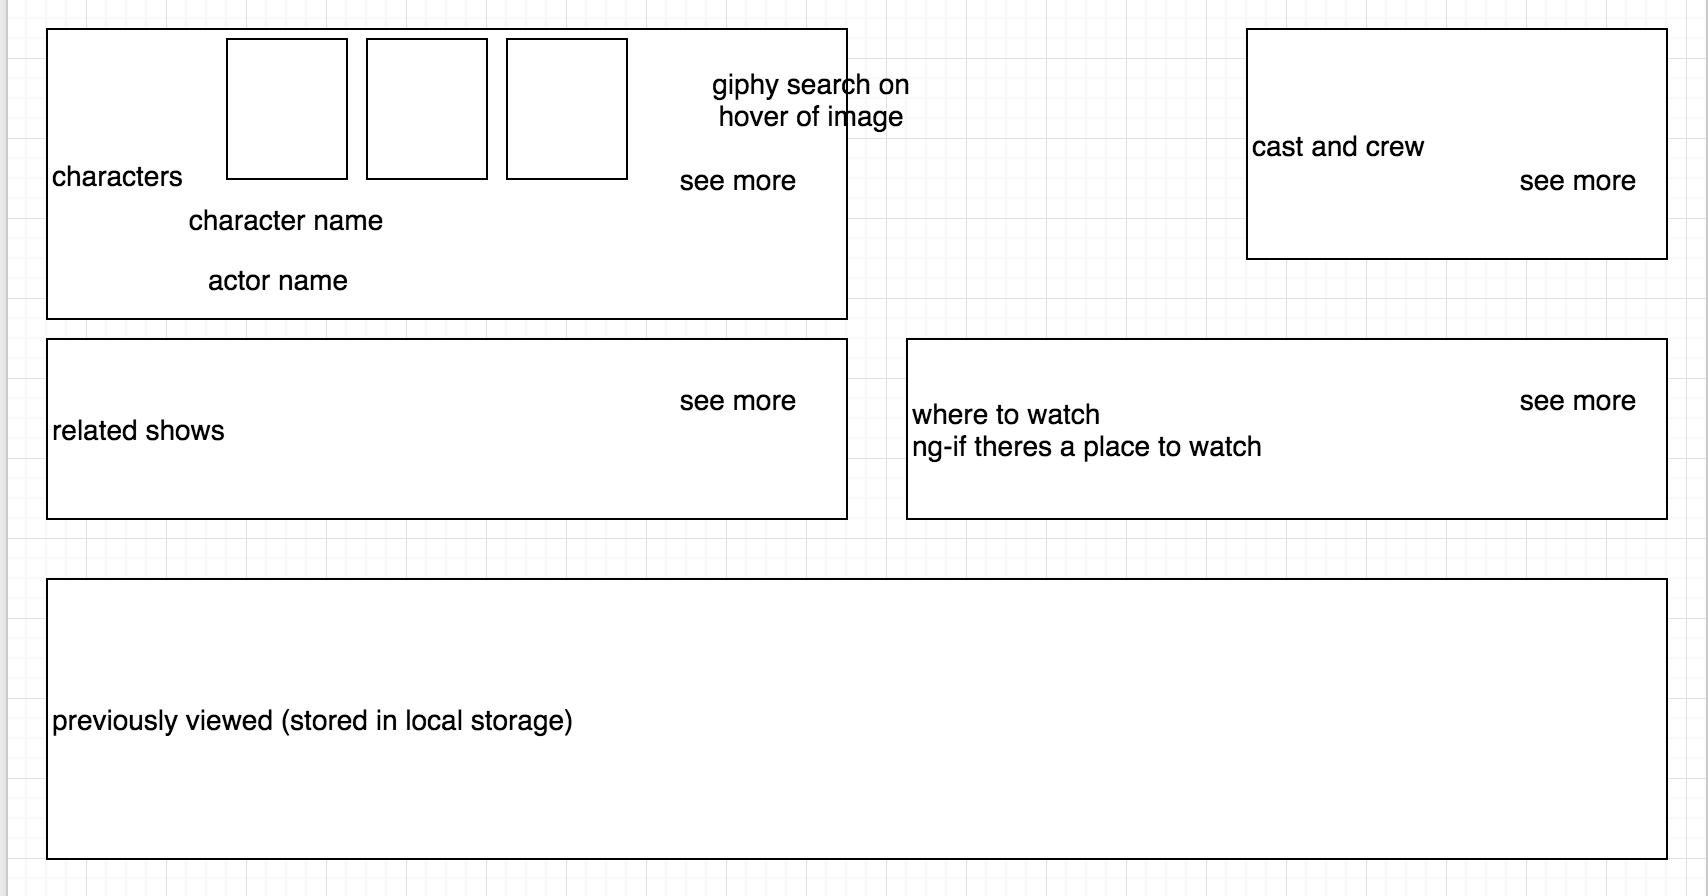 giphy search on
hover of image
characters
see more
character name
actor name
cast and crew
see more
related shows
see more
where to watch
ng-if theres a place to watch
see more
previously viewed (stored in local storage)